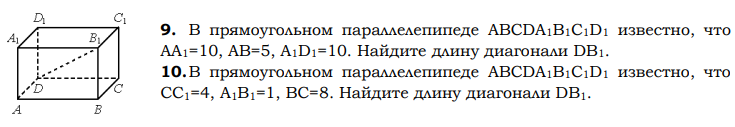 D₁ C₁
A₁ B₁
D C
A B
9. В прямоугольном параллелепипеде ABCDA₁B₁C₁D₁ известно, что
AA₁=10, AB=5, A₁D₁=10. Найдите длину диагонали DB₁.
10. В прямоугольном параллелепипеде ABCDA₁B₁C₁D₁ известно, что
CC₁=4, A₁B₁=1, BC=8. Найдите длину диагонали DB₁.